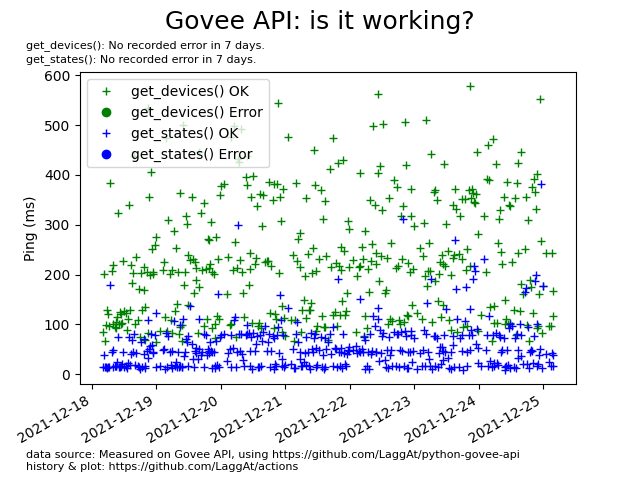 Govee API: is it working?
get_devices(): No recorded error in 7 days.
get_states(): No recorded error in 7 days.
600
500
400
300
200
100
0
Ping (ms)
get_devices() OK
get_devices() Error
get_states() OK
get_states() Error
2021-12-18
2021-12-19
2021-12-20
2021-12-21
2021-12-22
2021-12-23
2021-12-24
2021-12-25
data source: Measured on Govee API, using https://github.com/LaggAt/python-govee-api
history & plot: https://github.com/LaggAt/actions